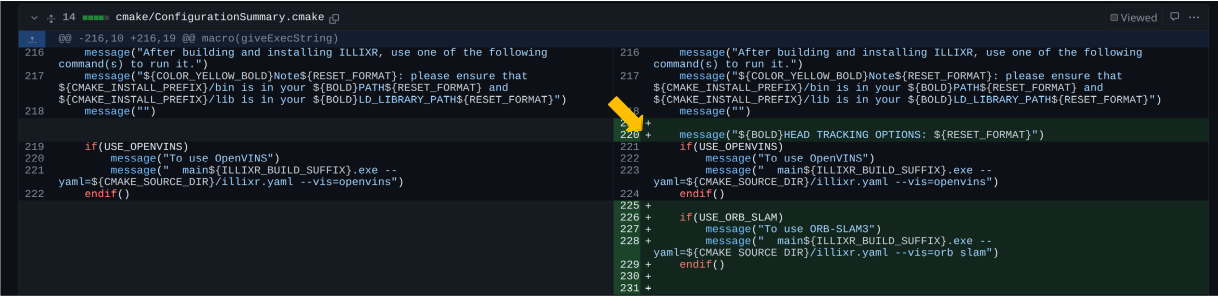 14 cmake/ConfigurationSummary.cmake Viewed
@@ -216,10 +216,19 @@ macro(giveExecString)
216 message("After building and installing ILLIXR, use one of the following
command(s) to run it.")
217 message("${COLOR_YELLOW_BOLD}Note${RESET_FORMAT}: please ensure that
${CMAKE_INSTALL_PREFIX}/bin is in your ${BOLD}PATH${RESET_FORMAT} and
${CMAKE_INSTALL_PREFIX}/lib is in your ${BOLD}LD_LIBRARY_PATH${RESET_FORMAT}")
218 message("")
219 if(USE_OPENVINS)
220 message("To use OpenVINS")
221 message("  main${ILLIXR_BUILD_SUFFIX}.exe --
yaml=${CMAKE_SOURCE_DIR}/illixr.yaml --vis=openvins")
222 endif()
216 message("After building and installing ILLIXR, use one of the following
command(s) to run it.")
217 message("${COLOR_YELLOW_BOLD}Note${RESET_FORMAT}: please ensure that
${CMAKE_INSTALL_PREFIX}/bin is in your ${BOLD}PATH${RESET_FORMAT} and
${CMAKE_INSTALL_PREFIX}/lib is in your ${BOLD}LD_LIBRARY_PATH${RESET_FORMAT}")
message("")
+
220 + message("${BOLD}HEAD TRACKING OPTIONS: ${RESET_FORMAT}")
221 if(USE_OPENVINS)
222 message("To use OpenVINS")
223 message("  main${ILLIXR_BUILD_SUFFIX}.exe --
yaml=${CMAKE_SOURCE_DIR}/illixr.yaml --vis=openvins")
224 endif()
225 +
226 + if(USE_ORB_SLAM)
227 + message("To use ORB-SLAM3")
228 + message("  main${ILLIXR_BUILD_SUFFIX}.exe --
yaml=${CMAKE_SOURCE_DIR}/illixr.yaml --vis=orb_slam")
229 + endif()
230 +
231 +